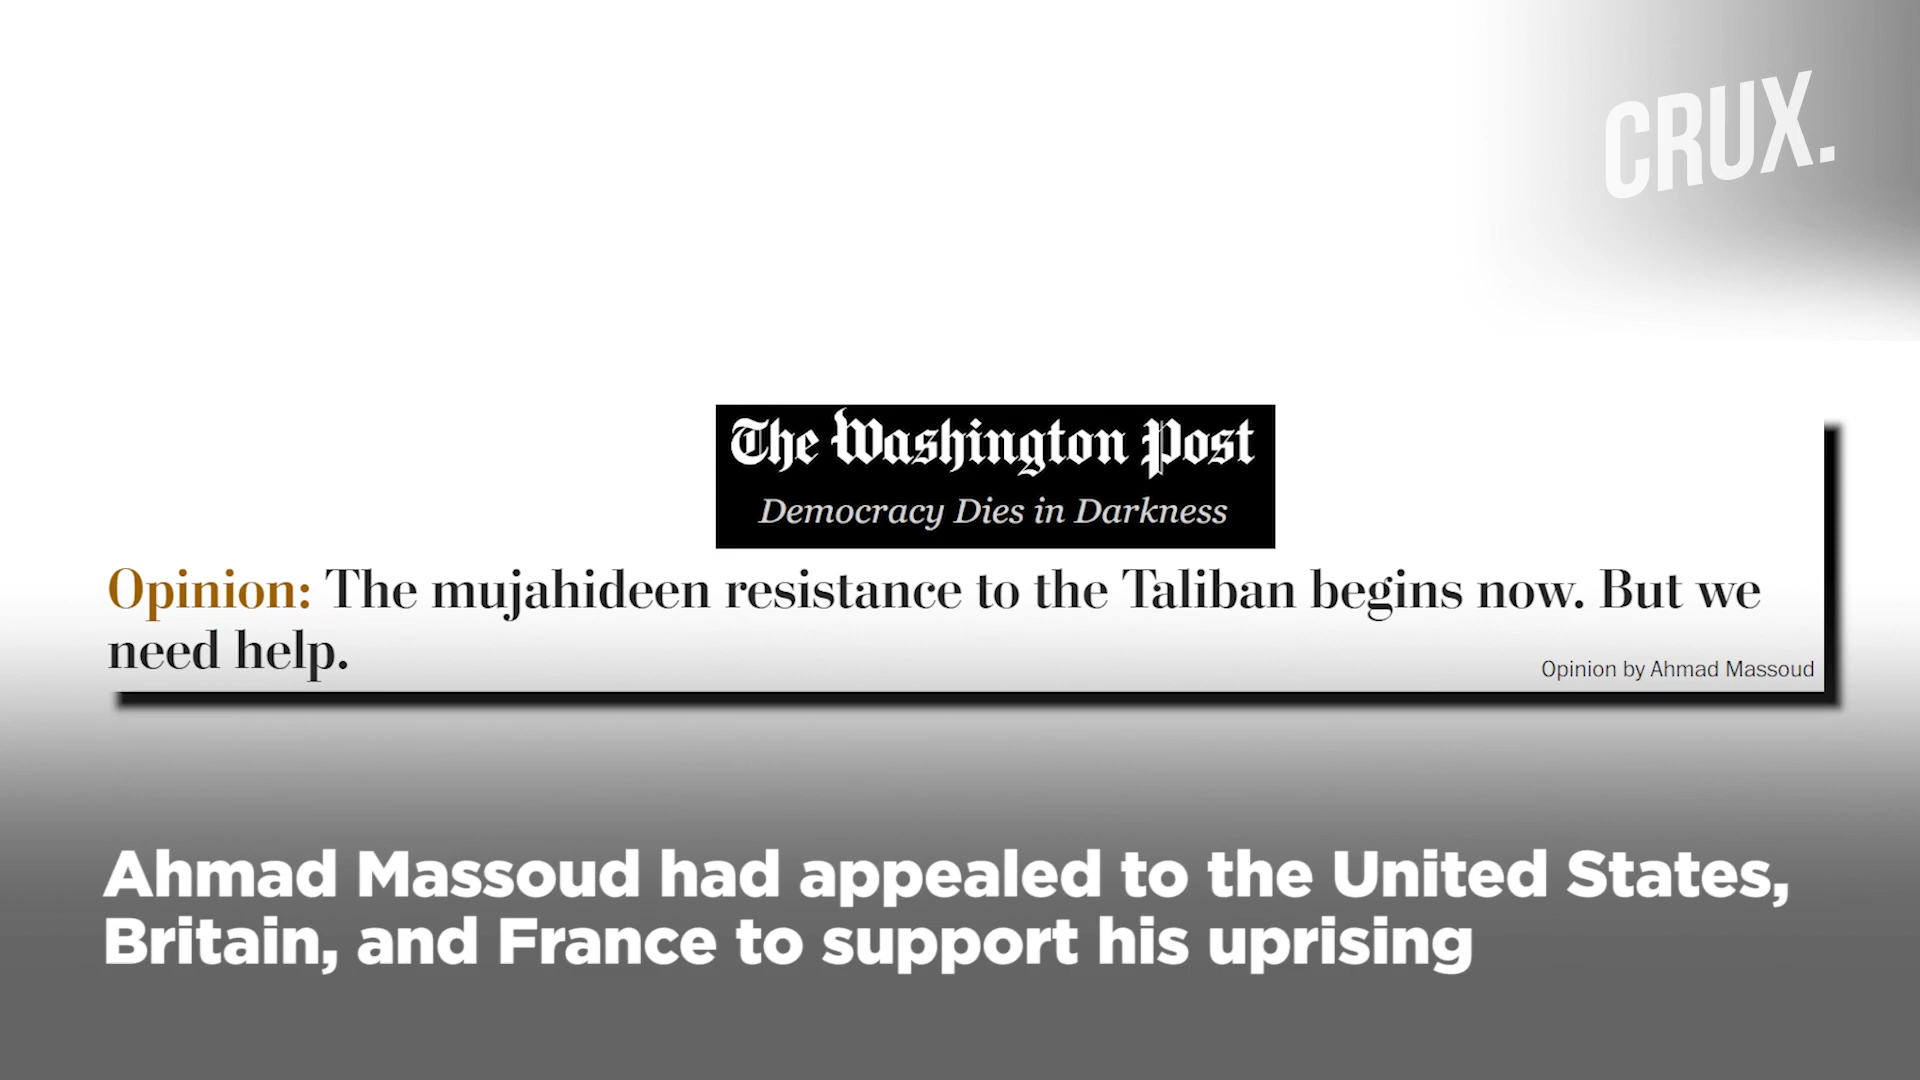 CRUX.
The Washington Post
Democracy Dies in Darkness
Opinion: The mujahideen resistance to the Taliban begins now. But we
need help.
Opinion by Ahmad Massoud
Ahmad Massoud had appealed to the United States,
Britain, and France to support his uprising